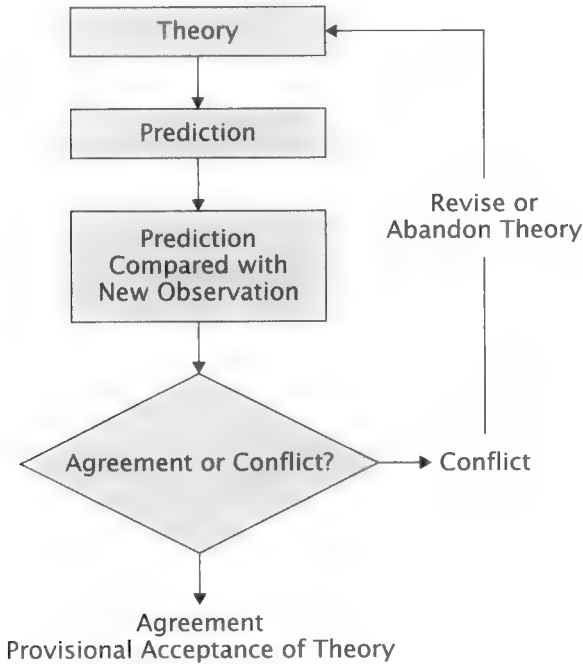 Theory
Prediction
Prediction
Compared with
New Observation
Revise or
Abandon Theory
Agreement or Conflict?
Conflict
Agreement
Provisional Acceptance of Theory